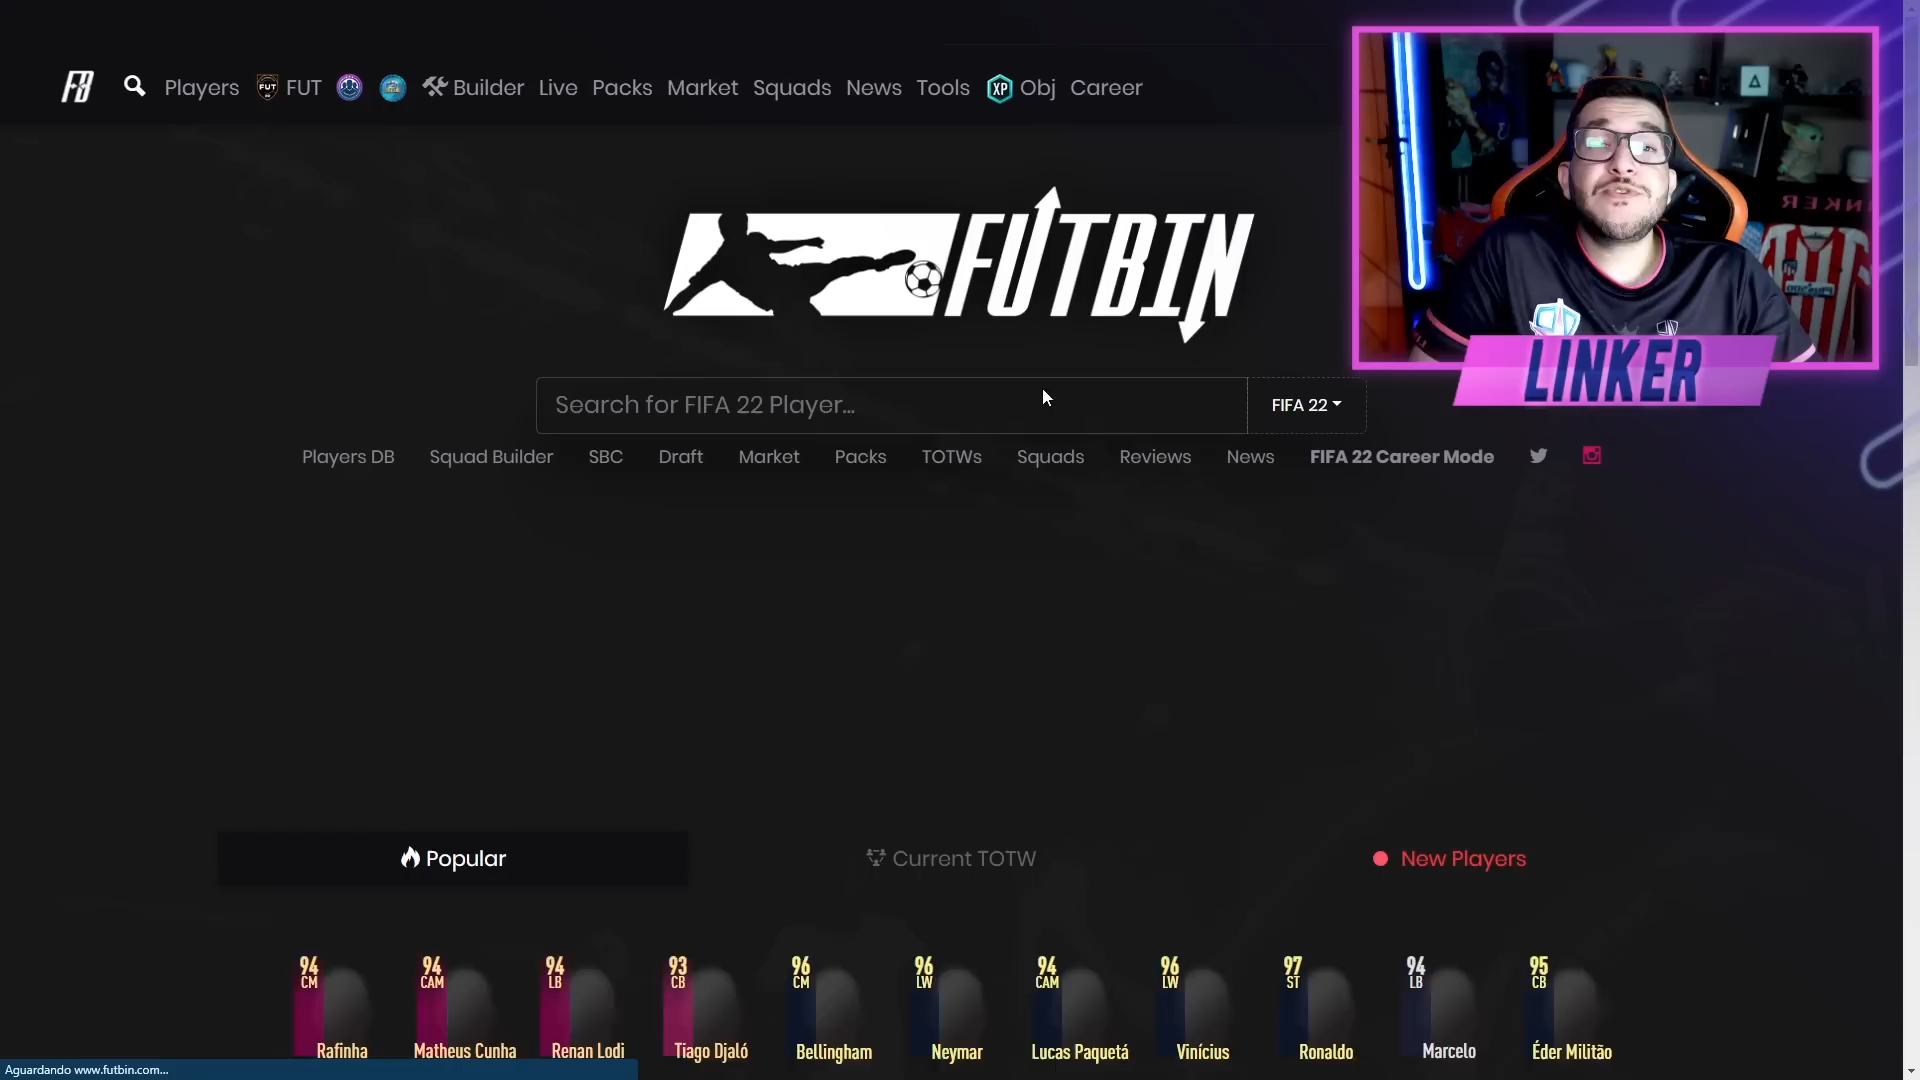 FB Players FUT Builder Live Packs Market Squads News Tools XP Obj Career
FUTBIN
LINKER
Search for FIFA 22 Player...
FIFA 22
Players DB Squad Builder SBC Draft Market Packs TOTWs Squads Reviews News FIFA 22 Career Mode
Popular Current TOTW New Players
94 94 94 93 96 96 94 96 97 94 95
CM CAM LB CB CM LW CAM LW ST LB CB
Rafinha Matheus Cunha Renan Lodi Tiago Djaló Bellingham Neymar Lucas Paquetá Vinícius Ronaldo Marcelo Éder Militão
Aguardando www.futbin.com...